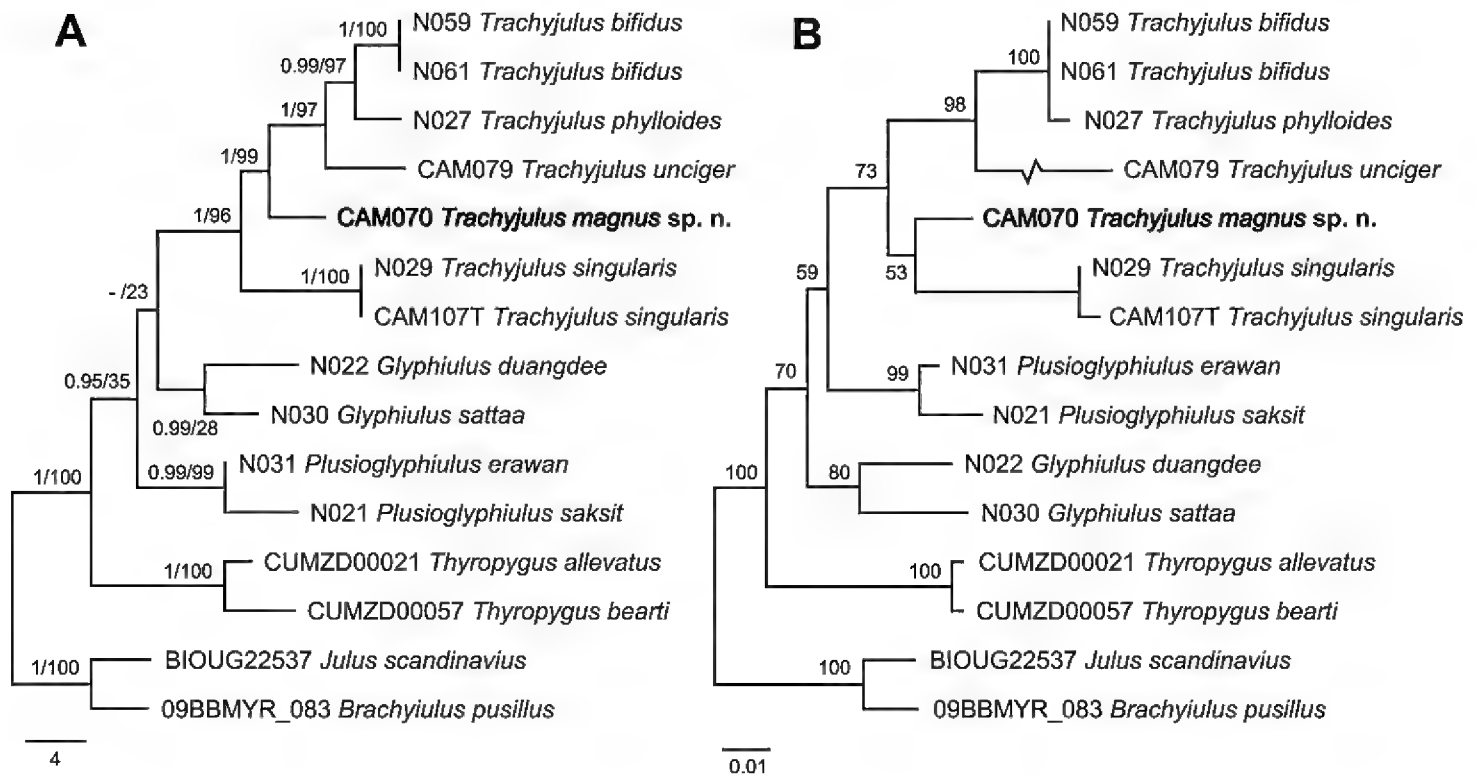 A
1/100
N059 Trachyjulus bifidus
0.99/97
N061 Trachyjulus bifidus
1/97
N027 Trachyjulus phylloides
1/99
CAM079 Trachyjulus unciger
1/96
CAM070 Trachyjulus magnus sp. n.
1/100
N029 Trachyjulus singularis
- /23
CAM107T Trachyjulus singularis
N022 Glyphiulus duangdee
0.95/35
N030 Glyphiulus sattaa
0.99/28
0.99/99
N031 Plusioglyphiulus erawan
1/100
N021 Plusioglyphiulus saksit
1/100
CUMZD00021 Thyropygus allevatus
CUMZD00057 Thyropygus bearti
1/100
BIOUG22537 Julus scandinavius
09BBMYR_083 Brachyiulus pusillus
4
B
N059 Trachyjulus bifidus
100
N061 Trachyjulus bifidus
98
N027 Trachyjulus phylloides
73
CAM079 Trachyjulus unciger
CAM070 Trachyjulus magnus sp. n.
59
53
N029 Trachyjulus singularis
CAM107T Trachyjulus singularis
70
99
N031 Plusioglyphiulus erawan
N021 Plusioglyphiulus saksit
100
80
N022 Glyphiulus duangdee
N030 Glyphiulus sattaa
100
CUMZD00021 Thyropygus allevatus
CUMZD00057 Thyropygus bearti
100
BIOUG22537 Julus scandinavius
09BBMYR_083 Brachyiulus pusillus
0.01